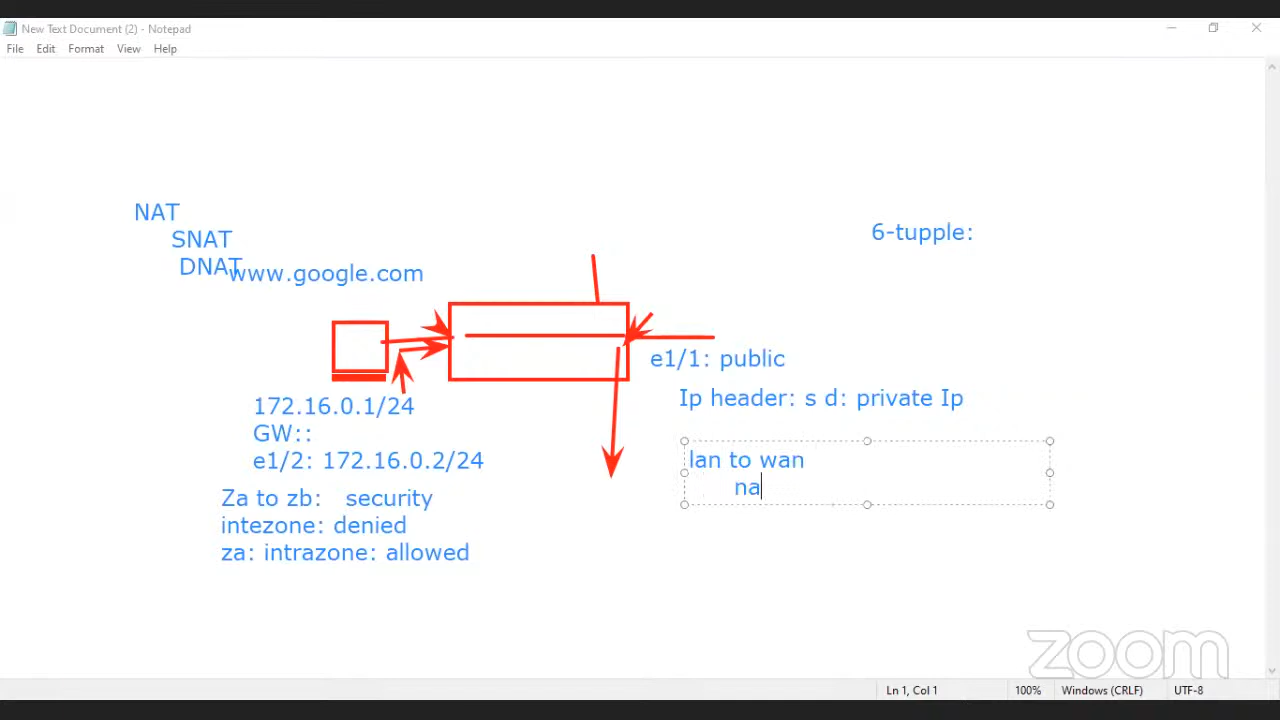 New Text Document (2) - Notepad
File Edit Format View Help
NAT
SNAT
DNAT
www.google.com
6-tupple:
e1/1: public
Ip header: s d: private Ip
172.16.0.1/24
GW::
e1/2: 172.16.0.2/24
lan to wan
na
Za to zb: security
intezone: denied
za: intrazone: allowed
zoom
Ln 1, Col 1 100% Windows (CRLF) UTF-8